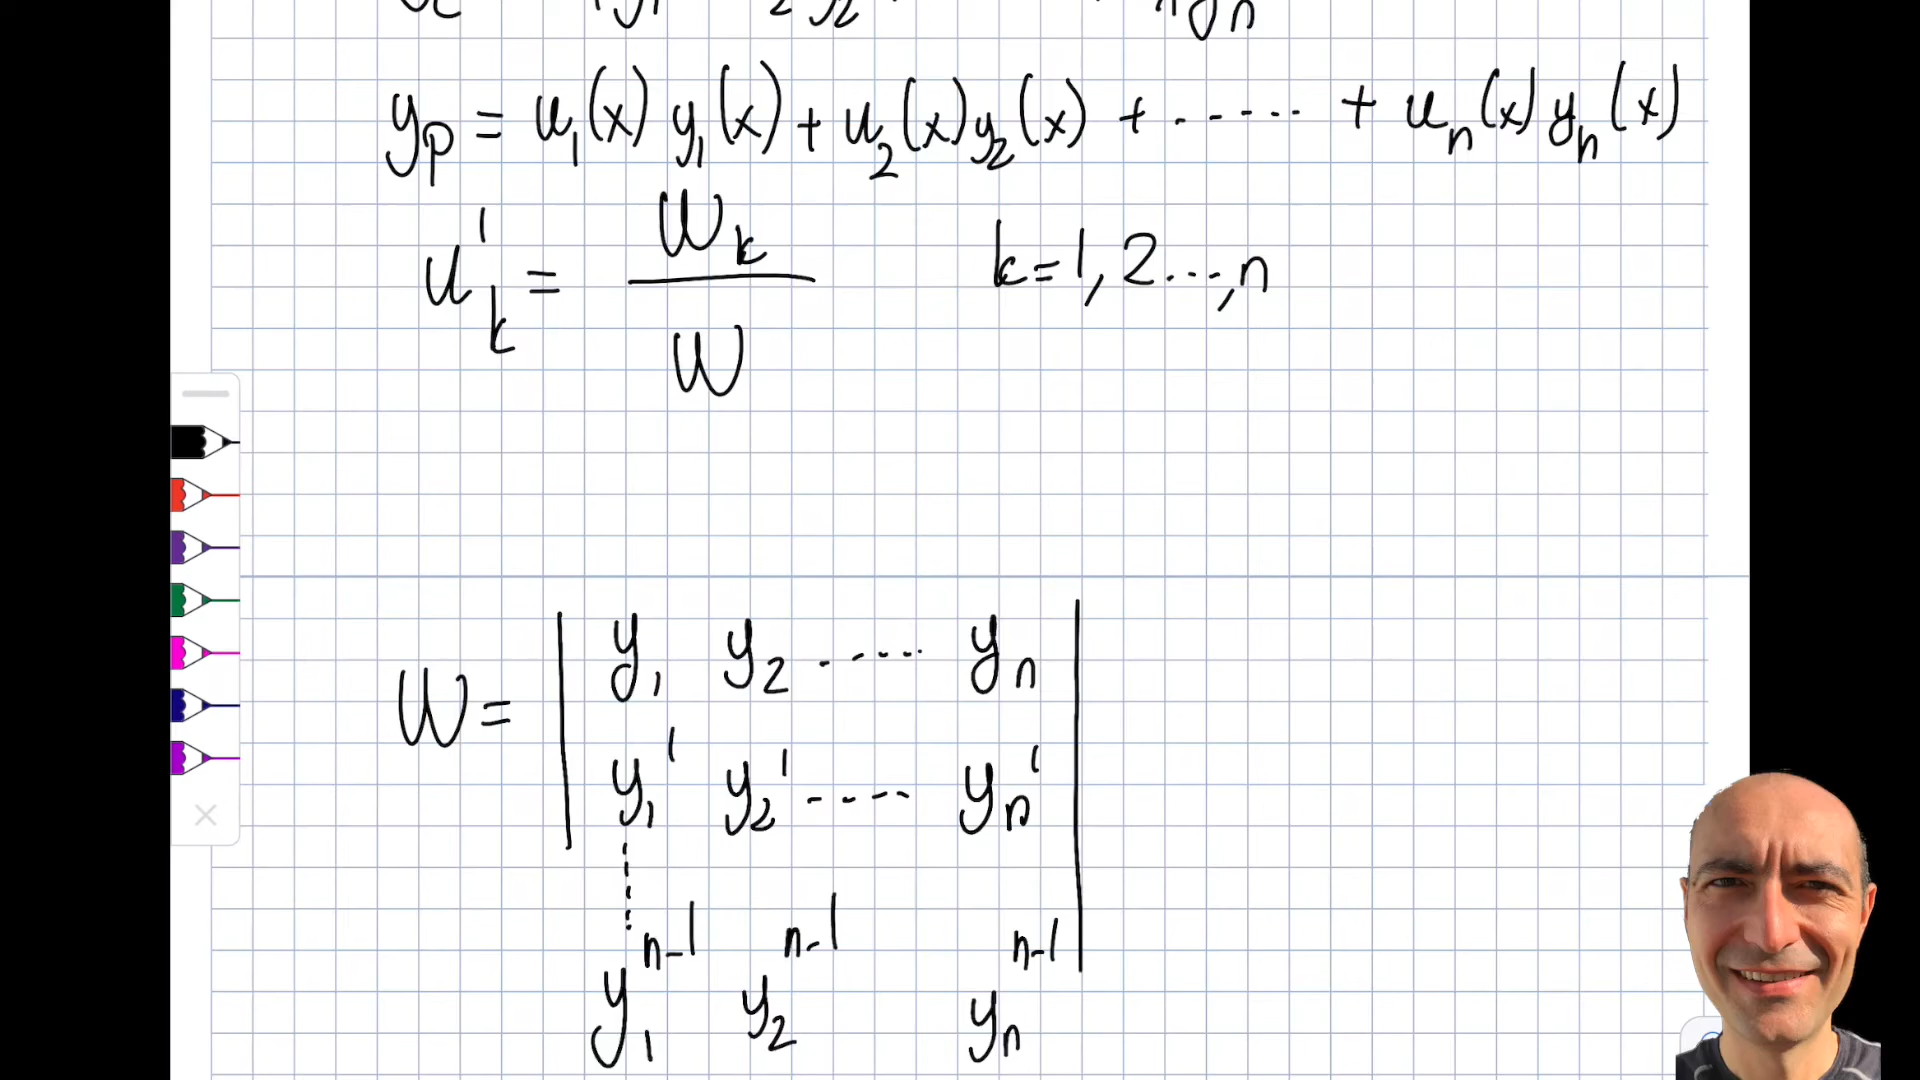 y_p = u_1(x) y_1(x) + u_2(x) y_2(x) + ...... + u_n(x) y_n(x)
u'_k = W_k / W k=1, 2...,n
W = | y_1 y_2 ..... y_n |
y_1' y_2' ..... y_n'
y_1^{n-1} y_2^{n-1} y_n^{n-1}